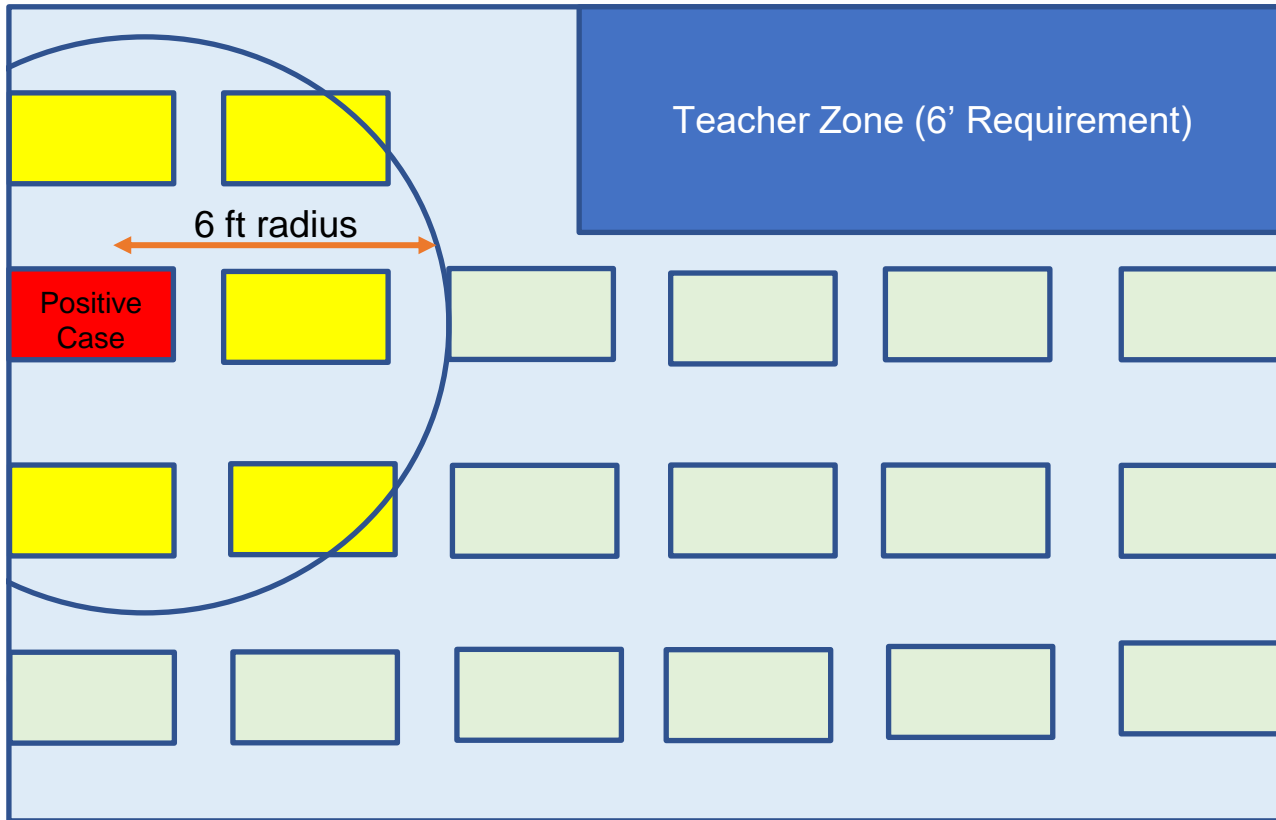 Teacher Zone (6’ Requirement)
6 ft radius
Positive
Case